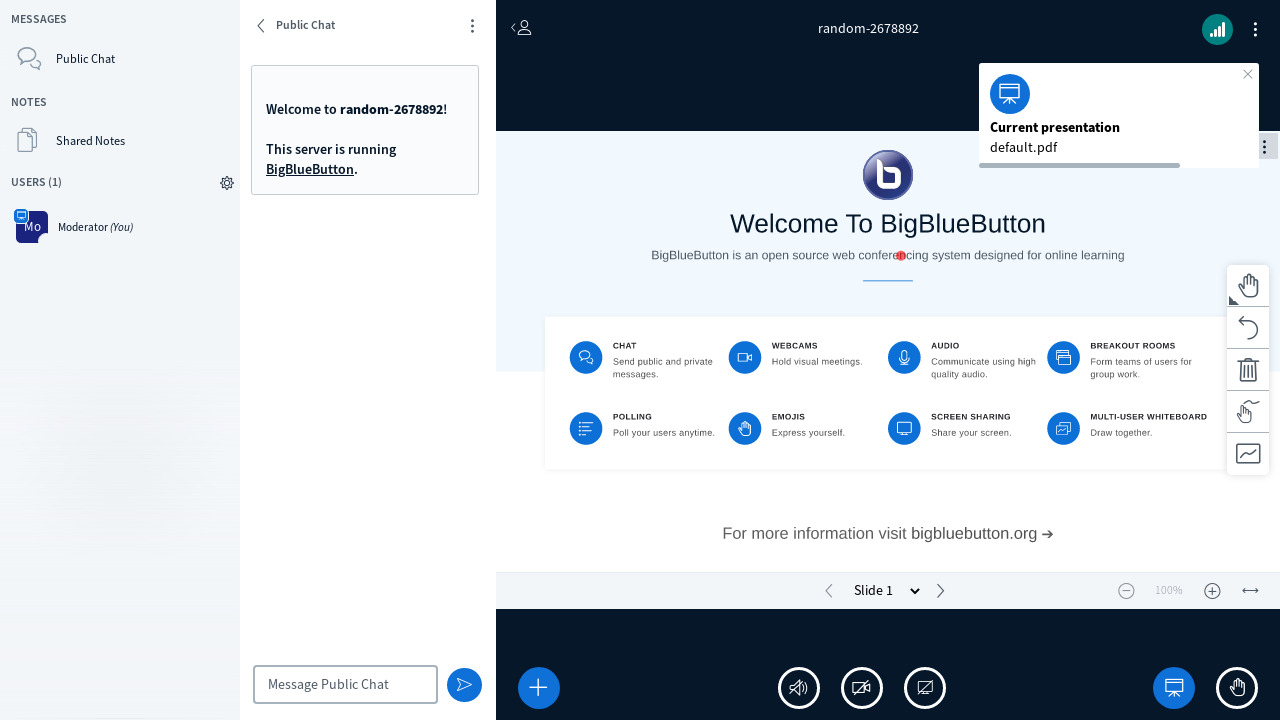 MESSAGES
Public Chat
NOTES
Shared Notes
USERS (1)
Mo
Moderator (You)
Public Chat
Welcome to random-2678892!
This server is running
BigBlueButton.
Message Public Chat
random-2678892
Current presentation
default.pdf
b
Welcome To BigBlueButton
BigBlueButton is an open source web conferencing system designed for online learning
CHAT
Send public and private
messages.
WEBCAMS
Hold visual meetings.
AUDIO
Communicate using high
quality audio.
BREAKOUT ROOMS
Form teams of users for
group work.
POLLING
Poll your users anytime.
EMOJIS
Express yourself.
SCREEN SHARING
Share your screen.
MULTI-USER WHITEBOARD
Draw together.
For more information visit bigbluebutton.org ➔
Slide 1
100%